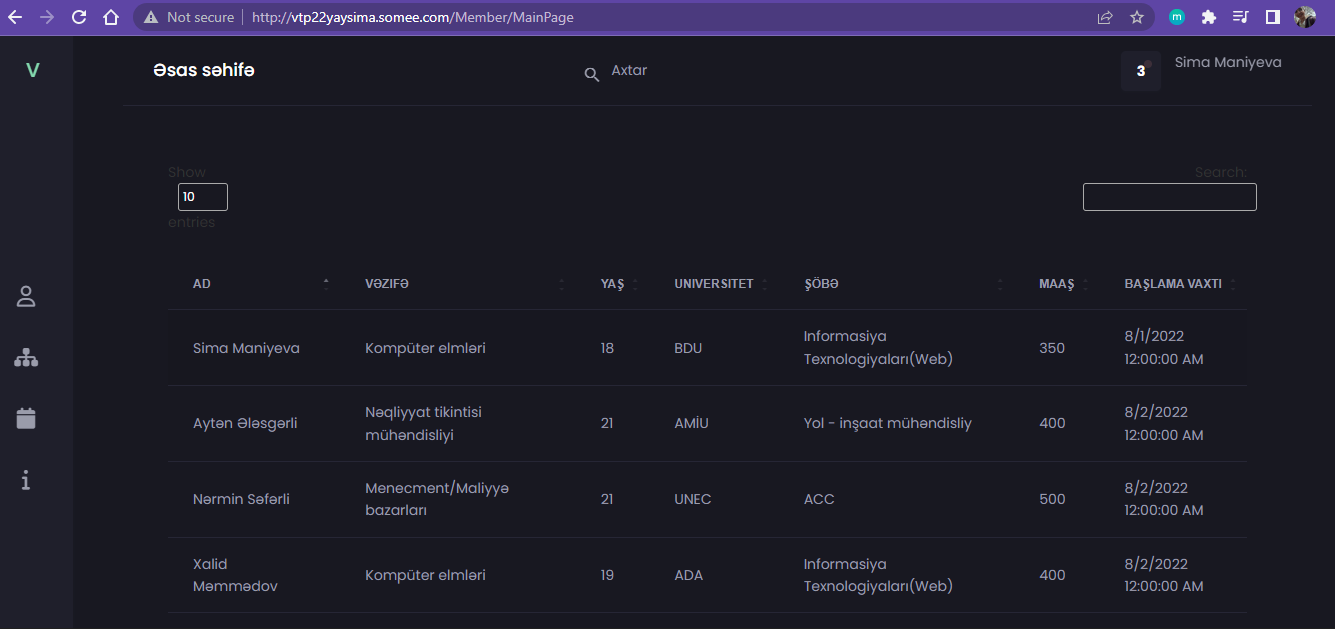 Not secure
http://vtp22yaysima.somee.com/Member/MainPage
m
V
Əsas səhifə
Axtar
3
Sima Maniyeva
Show
10
entries
Search:
AD VƏZIFƏ YAŞ UNIVERSITET ŞÖBƏ MAAŞ BAŞLAMA VAXTI
Sima Maniyeva
Kompüter elmləri
18
BDU
Informasiya
Texnologiyaları(Web)
350
8/1/2022
12:00:00 AM
Aytən Ələsgərli
Nəqliyyat tikintisi
mühəndisliyi
21
AMİU
Yol - inşaat mühəndisliy
400
8/2/2022
12:00:00 AM
Nərmin Səfərli
Menecment/Maliyyə
bazarları
21
UNEC
ACC
500
8/2/2022
12:00:00 AM
Xalid
Məmmədov
Kompüter elmləri
19
ADA
Informasiya
Texnologiyaları(Web)
400
8/2/2022
12:00:00 AM